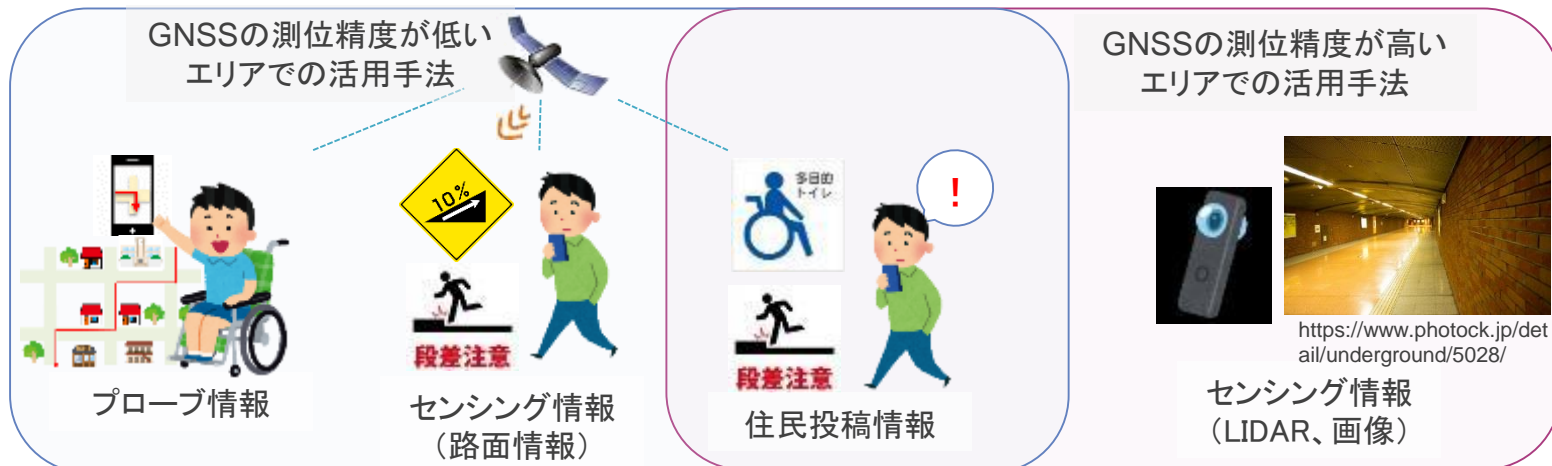 GNSSの測位精度が低い
エリアでの活用手法
GNSSの測位精度が高い
エリアでの活用手法
10%
段差注意
多目的
トイレ
!
段差注意
https://www.photock.jp/det
ail/underground/5028/
プローブ情報
センシング情報
（路面情報）
住民投稿情報
センシング情報
（LIDAR、画像）